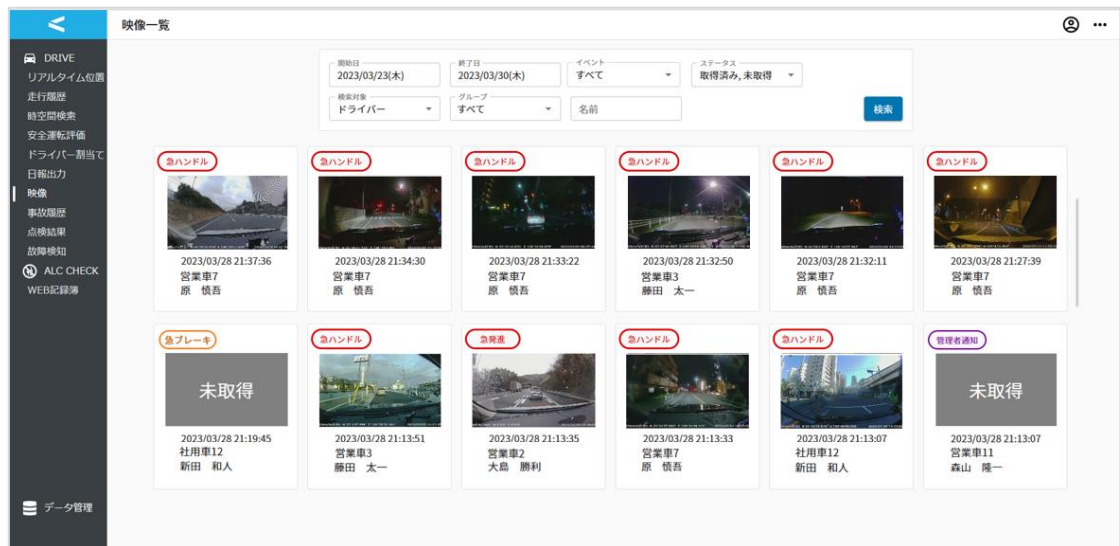 映像一覧
DRIVE
リアルタイム位置
走行履歴
時空間検索
安全運転評価
ドライバー割当て
日報出力
映像
事故履歴
点検結果
故障検知
ALC CHECK
WEB記録簿
データ管理
開始日
2023/03/23(木)
終了日
2023/03/30(木)
イベント
すべて
ステータス
取得済み, 未取得
検索対象
ドライバー
グループ
すべて
名前
検索
急ハンドル
2023/03/28 21:37:36
営業車7
原 慎吾
急ハンドル
2023/03/28 21:34:30
営業車7
原 慎吾
急ハンドル
2023/03/28 21:33:22
営業車7
原 慎吾
急ハンドル
2023/03/28 21:32:50
営業車3
藤田 太一
急ハンドル
2023/03/28 21:32:11
営業車7
原 慎吾
急ハンドル
2023/03/28 21:27:39
営業車7
原 慎吾
急ブレーキ
未取得
2023/03/28 21:19:45
社用車12
新田 和人
急ハンドル
2023/03/28 21:13:51
営業車3
藤田 太一
急発進
2023/03/28 21:13:35
営業車2
大島 勝利
急ハンドル
2023/03/28 21:13:33
営業車7
原 慎吾
急ハンドル
2023/03/28 21:13:07
社用車12
新田 和人
管理者通知
未取得
2023/03/28 21:13:07
営業車11
森山 隆一